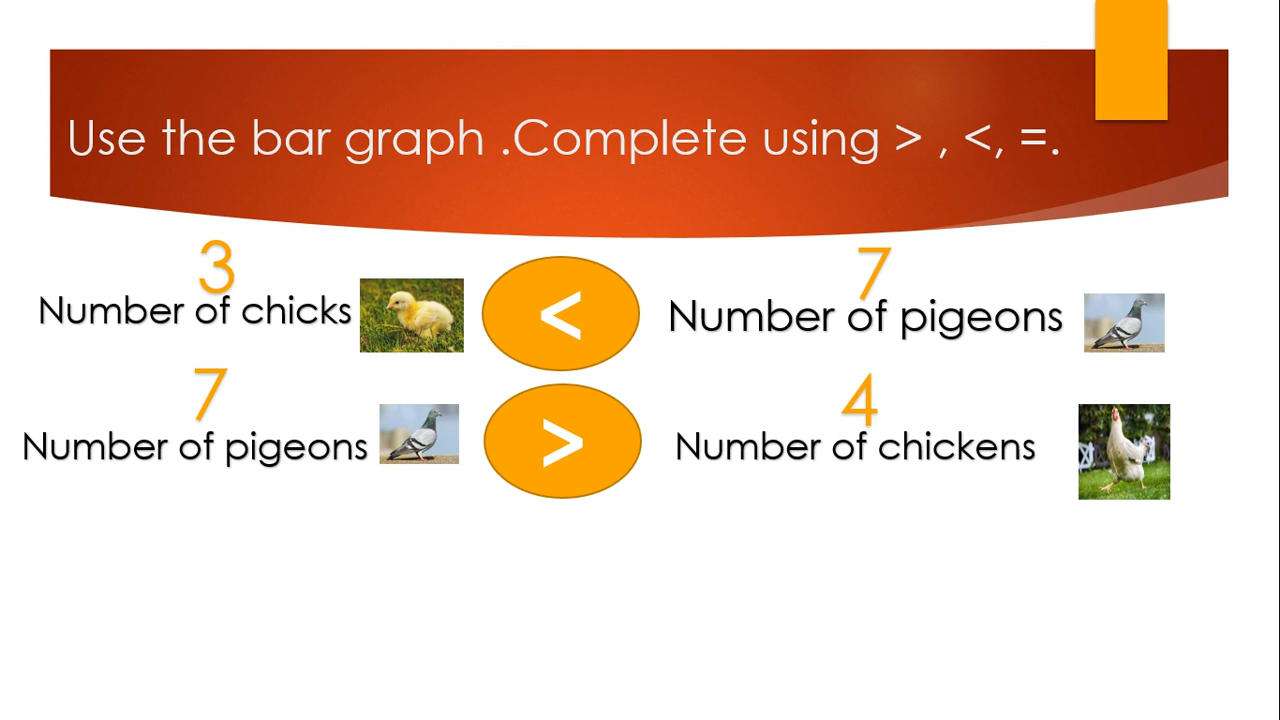 Use the bar graph .Complete using > , <, =.
3 7
Number of chicks < Number of pigeons
7 4
Number of pigeons > Number of chickens